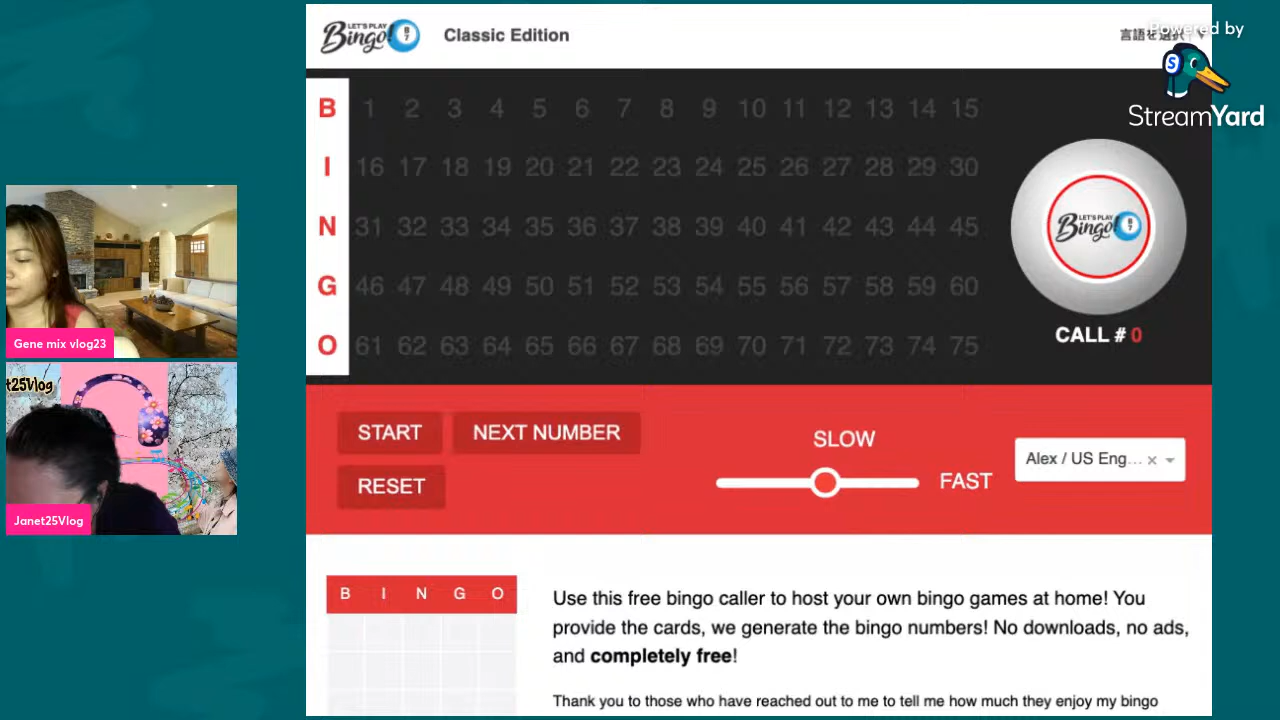 LET'S PLAY
Bingo!
B
7
Classic Edition
言語を選択 ▼
Powered by
S
StreamYard
B 1 2 3 4 5 6 7 8 9 10 11 12 13 14 15
I 16 17 18 19 20 21 22 23 24 25 26 27 28 29 30
N 31 32 33 34 35 36 37 38 39 40 41 42 43 44 45
G 46 47 48 49 50 51 52 53 54 55 56 57 58 59 60
O 61 62 63 64 65 66 67 68 69 70 71 72 73 74 75
LET'S PLAY
Bingo!
B
7
CALL # 0
Gene mix vlog23
t25Vlog
Janet25Vlog
START
NEXT NUMBER
RESET
SLOW
FAST
Alex / US Eng... ×
B I N G O
Use this free bingo caller to host your own bingo games at home! You
provide the cards, we generate the bingo numbers! No downloads, no ads,
and completely free!
Thank you to those who have reached out to me to tell me how much they enjoy my bingo